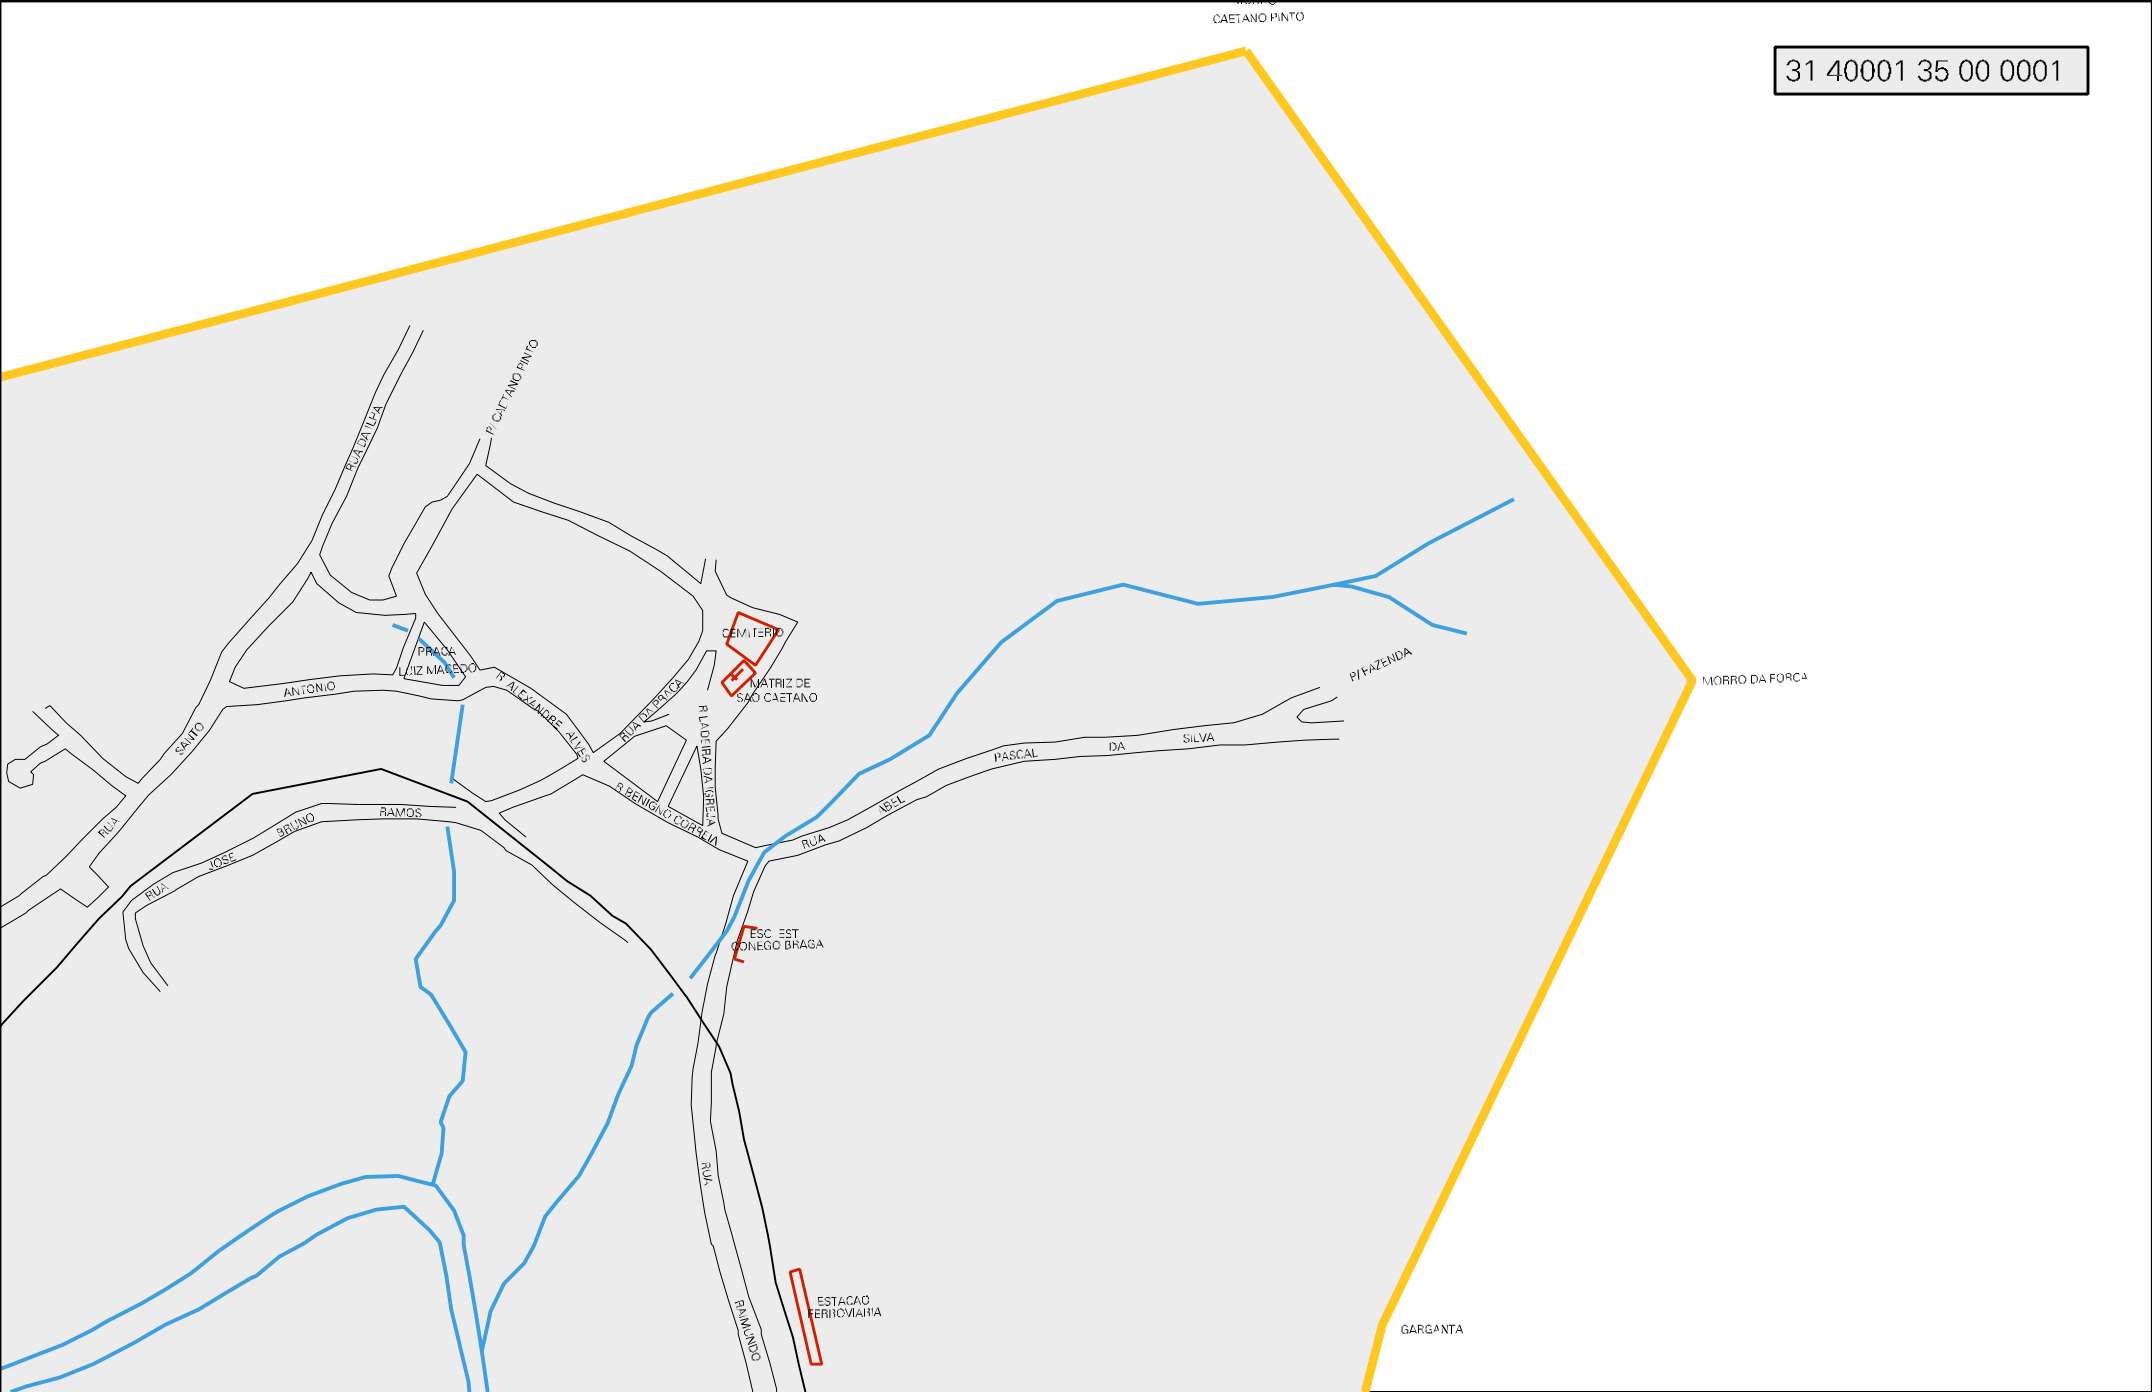 CAETANO PINTO
31 40001 35 00 0001
P/ CAETANO PINTO
RUA DA ILHA
CEMITERIO
PRACA
LUIZ MACEDO
MATRIZ DE
SAO CAETANO
P/ FAZENDA
MORRO DA FORCA
RUA SANTO ANTONIO
R ALEXANDRE ALVES
RUA DA PRACA
R LADEIRA DA IGREJA
R BENIGNO CORREIA
RUA ABEL PASCAL DA SILVA
RUA JOSE BRUNO RAMOS
ESC EST
CONEGO BRAGA
RUA RAIMUNDO
ESTACAO
FERROVIARIA
GARGANTA